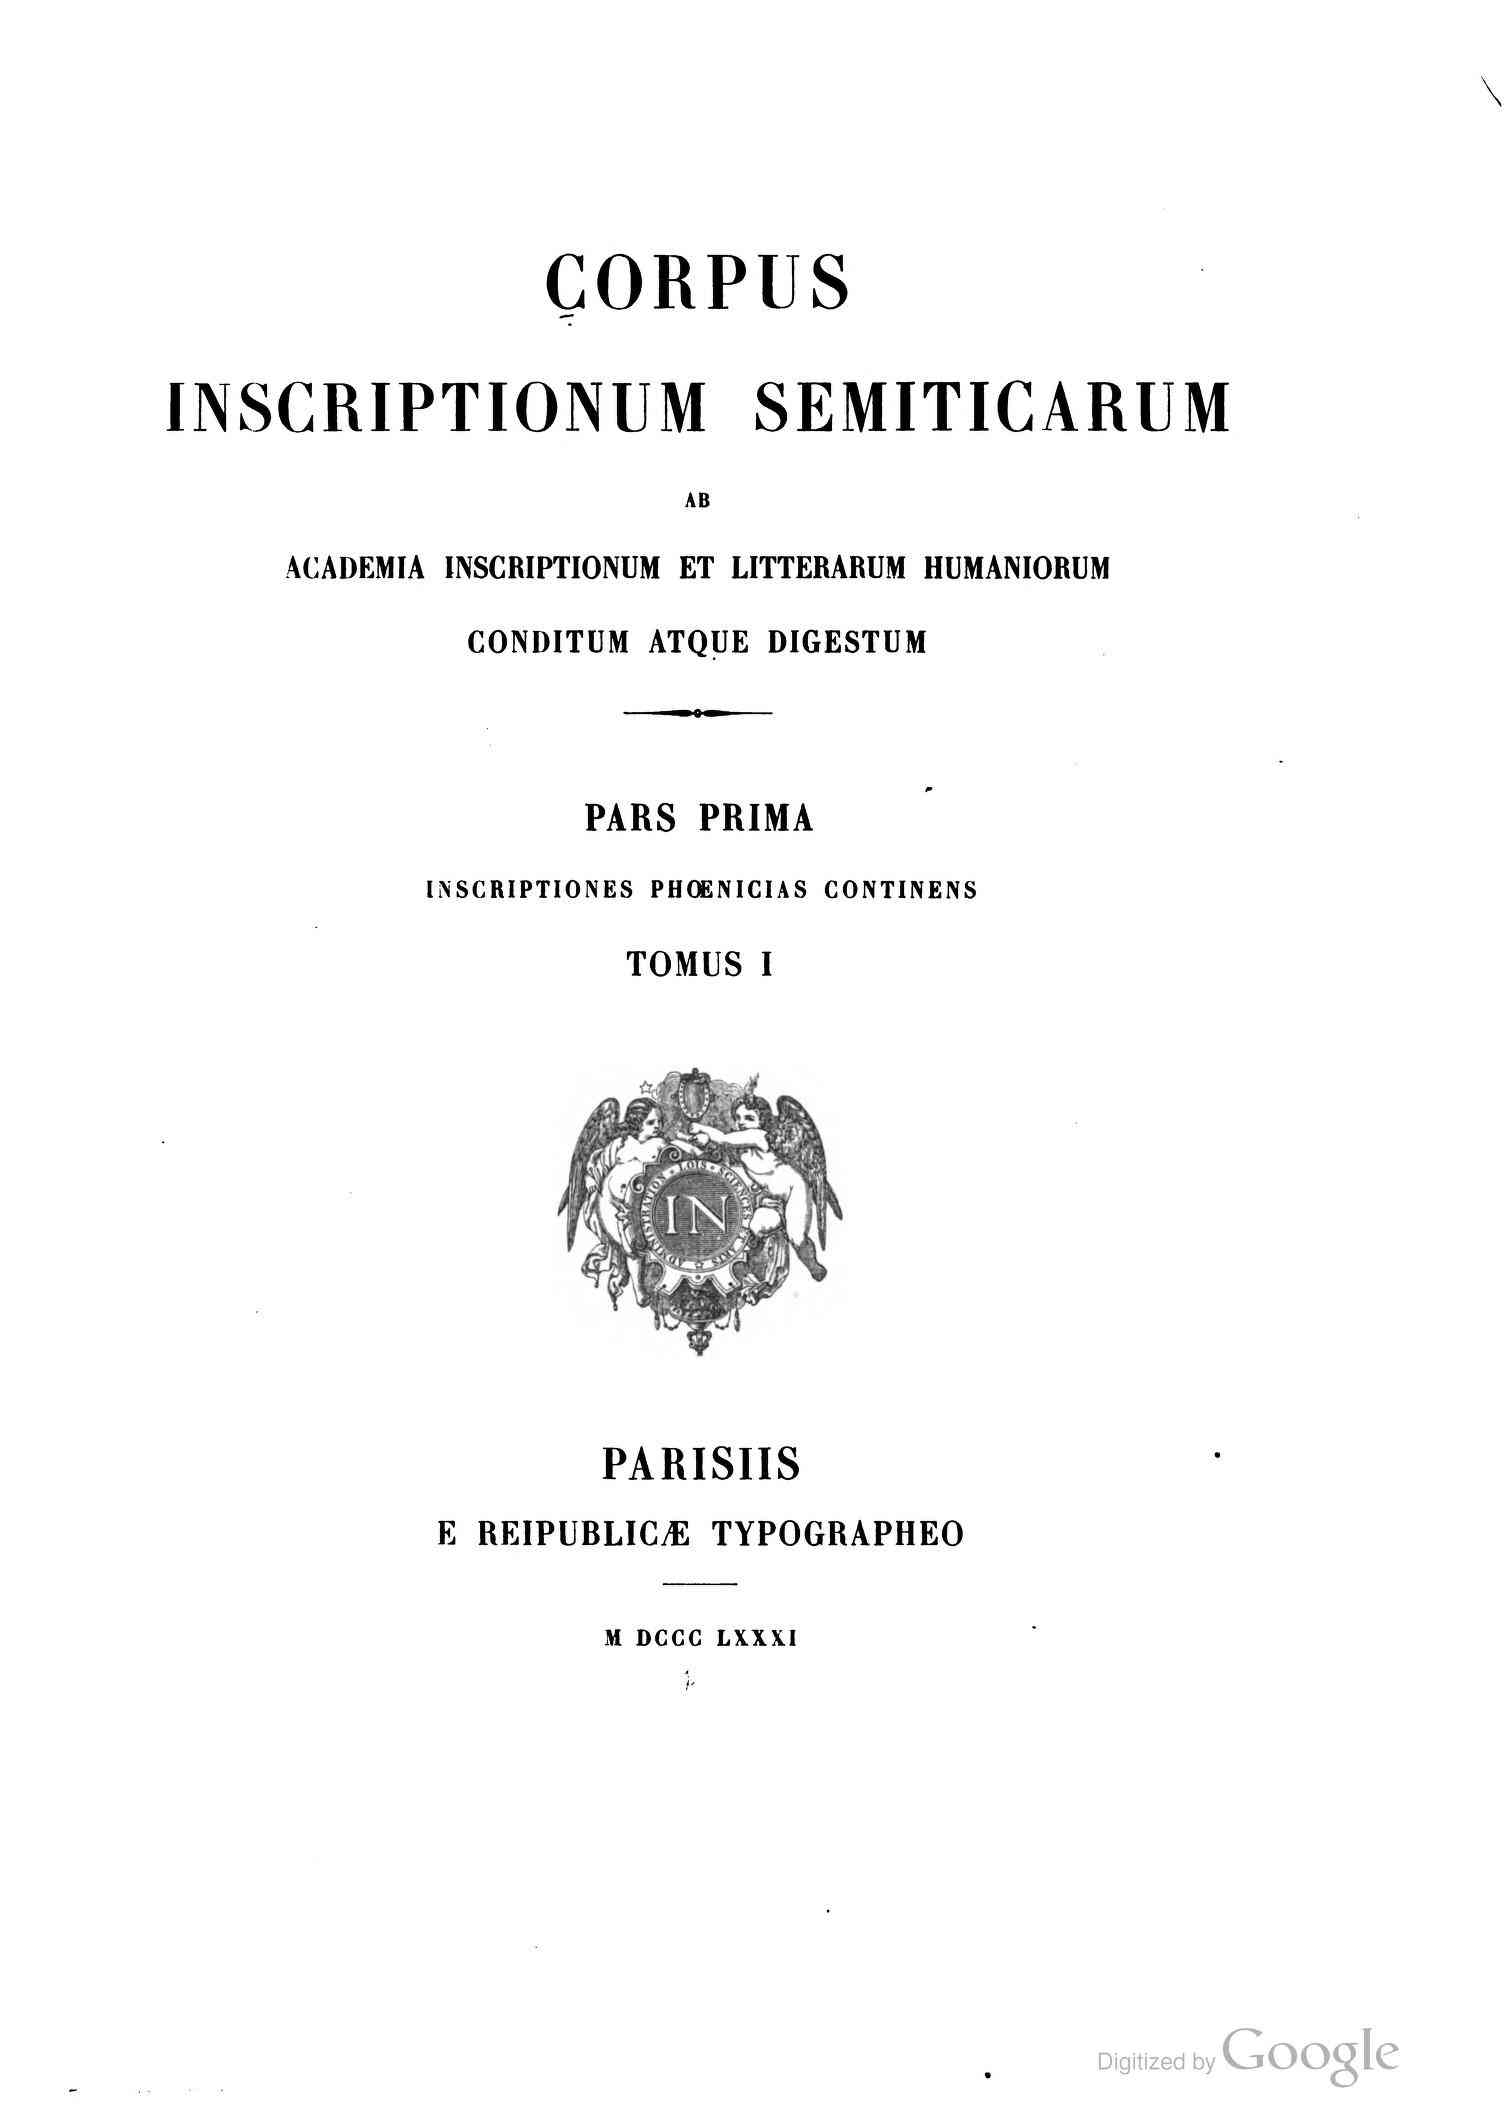 CORPUS
INSCRIPTIONUM SEMITICARUM
AB
ACADEMIA INSCRIPTIONUM ET LITTERARUM HUMANIORUM
CONDITUM ATQUE DIGESTUM
PARS PRIMA
INSCRIPTIONES PHŒNICIAS CONTINENS
TOMUS I
ADMINISTRATION * LOIS * SCIENCES ET ARTS
IN
PARISIIS
E REIPUBLICÆ TYPOGRAPHEO
M DCCC LXXXI
Digitized by Google